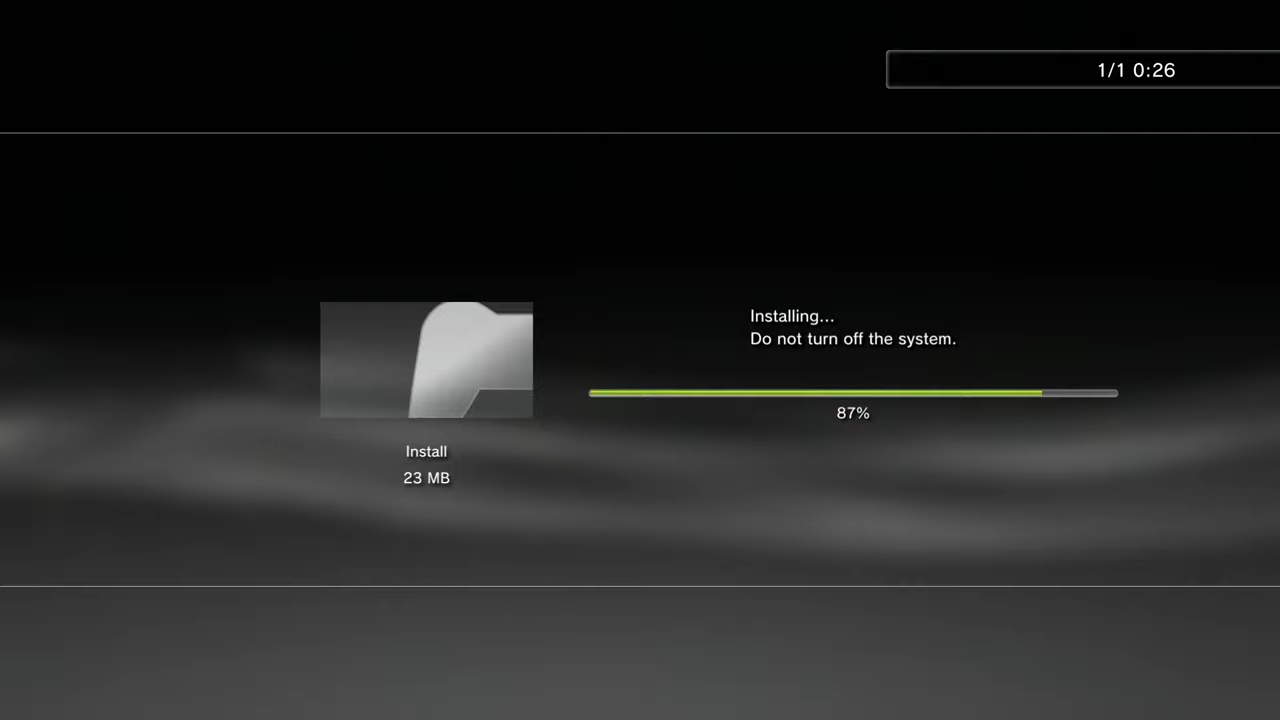 1/1 0:26
Installing...
Do not turn off the system.
87%
Install
23 MB